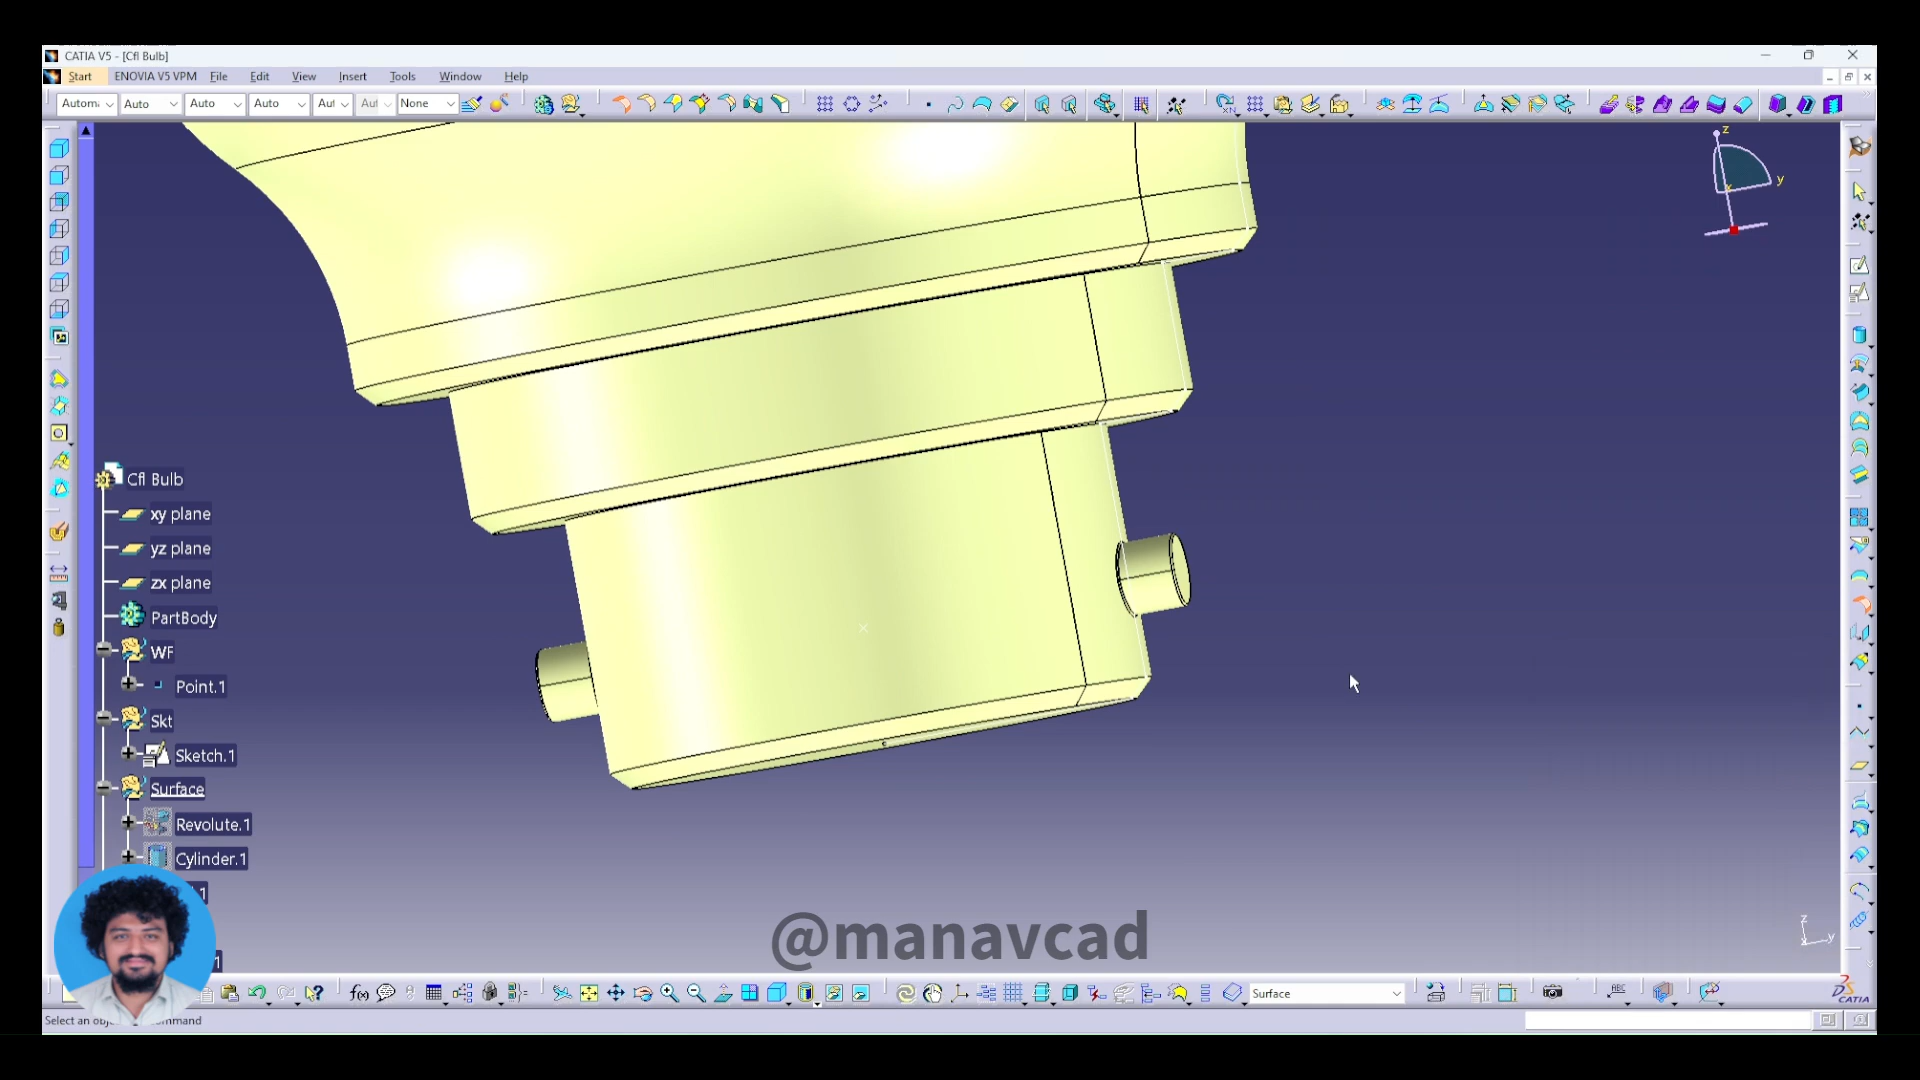 CATIA V5 - [Cfl Bulb]
Start ENOVIA V5 VPM File Edit View Insert Tools Window Help
Auto Auto Auto None
z
y
x
Cfl Bulb
xy plane
yz plane
zx plane
PartBody
WF
Point.1
Skt
Sketch.1
Surface
Revolute.1
Cylinder.1
@manavcad
z
y
f(x)
Surface
ABC
CATIA
Select an